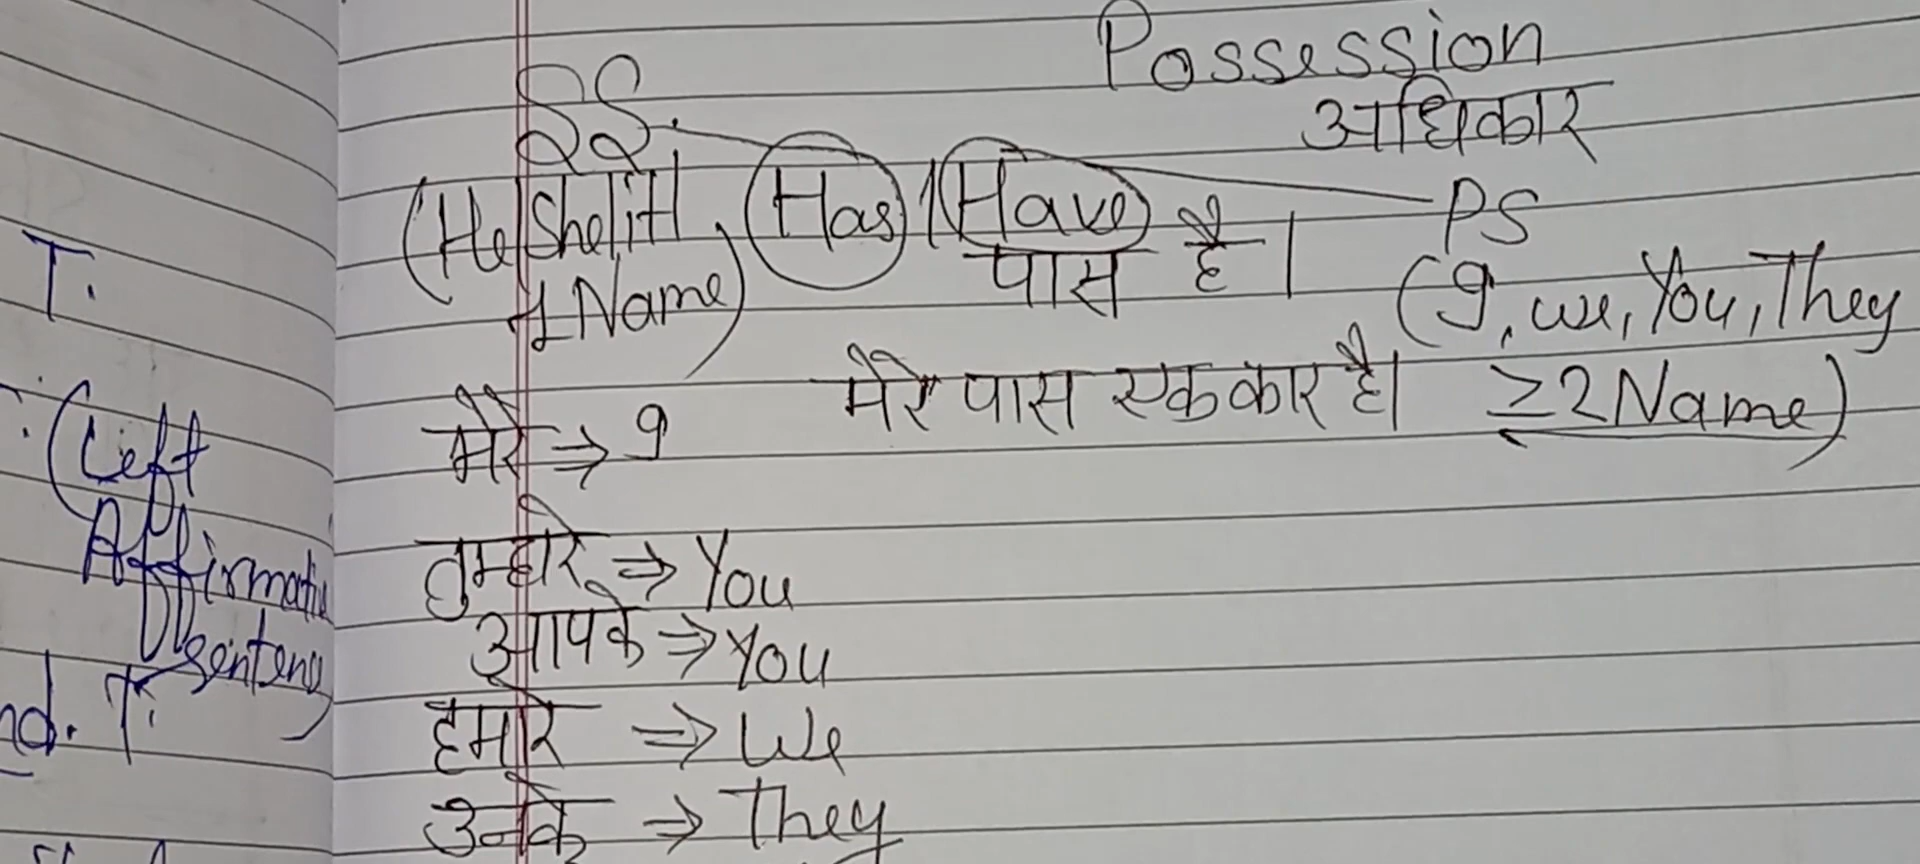 Possession
अधिकार
S.S.
(He/She/it/ 1 Name) Has/Have PS
पास है।
(I, we, You, They
≥2 Name)
मेरे पास एक कार है।
मेरे ⇒ I
तुम्हारे ⇒ You
आपके ⇒ You
हमारे ⇒ We
उनके ⇒ They
T.
(Left
Affirmative
sentence)
nd. T.